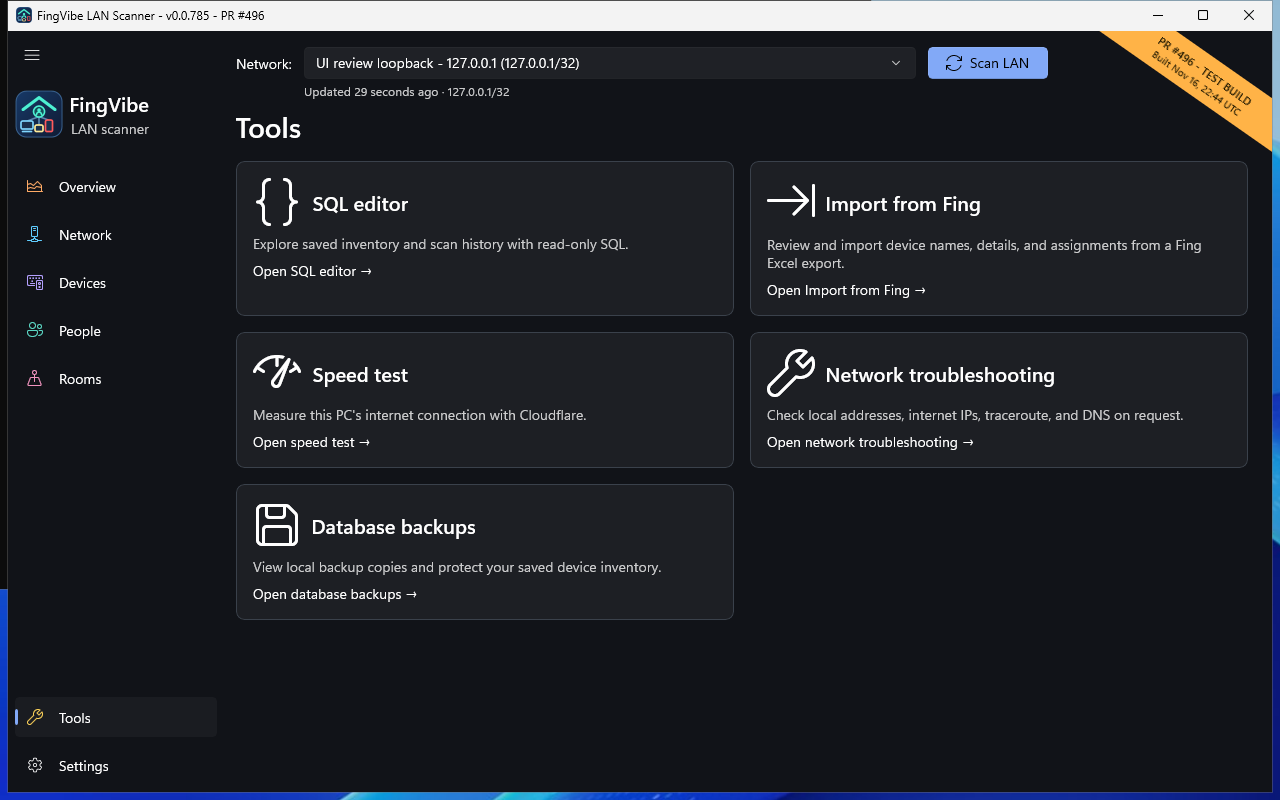 FingVibe LAN Scanner - v0.0.785 - PR #496
Network:
UI review loopback - 127.0.0.1 (127.0.0.1/32)
Scan LAN
Updated 29 seconds ago · 127.0.0.1/32
PR #496 - TEST BUILD
Built Nov 16, 22:44 UTC
FingVibe
LAN scanner
Overview
Network
Devices
People
Rooms
Tools
Settings
Tools
SQL editor
Explore saved inventory and scan history with read-only SQL.
Open SQL editor →
Import from Fing
Review and import device names, details, and assignments from a Fing
Excel export.
Open Import from Fing →
Speed test
Measure this PC's internet connection with Cloudflare.
Open speed test →
Network troubleshooting
Check local addresses, internet IPs, traceroute, and DNS on request.
Open network troubleshooting →
Database backups
View local backup copies and protect your saved device inventory.
Open database backups →